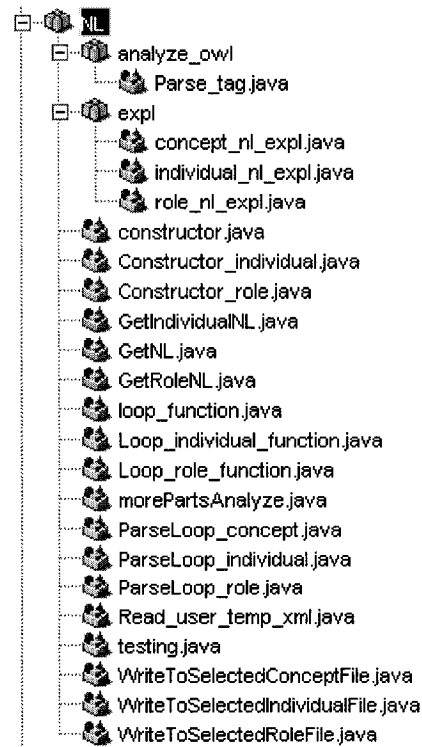 NL
analyze_owl
Parse_tag.java
expl
concept_nl_expl.java
individual_nl_expl.java
role_nl_expl.java
constructor.java
Constructor_individual.java
Constructor_role.java
GetIndividualNL.java
GetNL.java
GetRoleNL.java
loop_function.java
Loop_individual_function.java
Loop_role_function.java
morePartsAnalyze.java
ParseLoop_concept.java
ParseLoop_individual.java
ParseLoop_role.java
Read_user_temp_xml.java
testing.java
WriteToSelectedConceptFile.java
WriteToSelectedIndividualFile.java
WriteToSelectedRoleFile.java